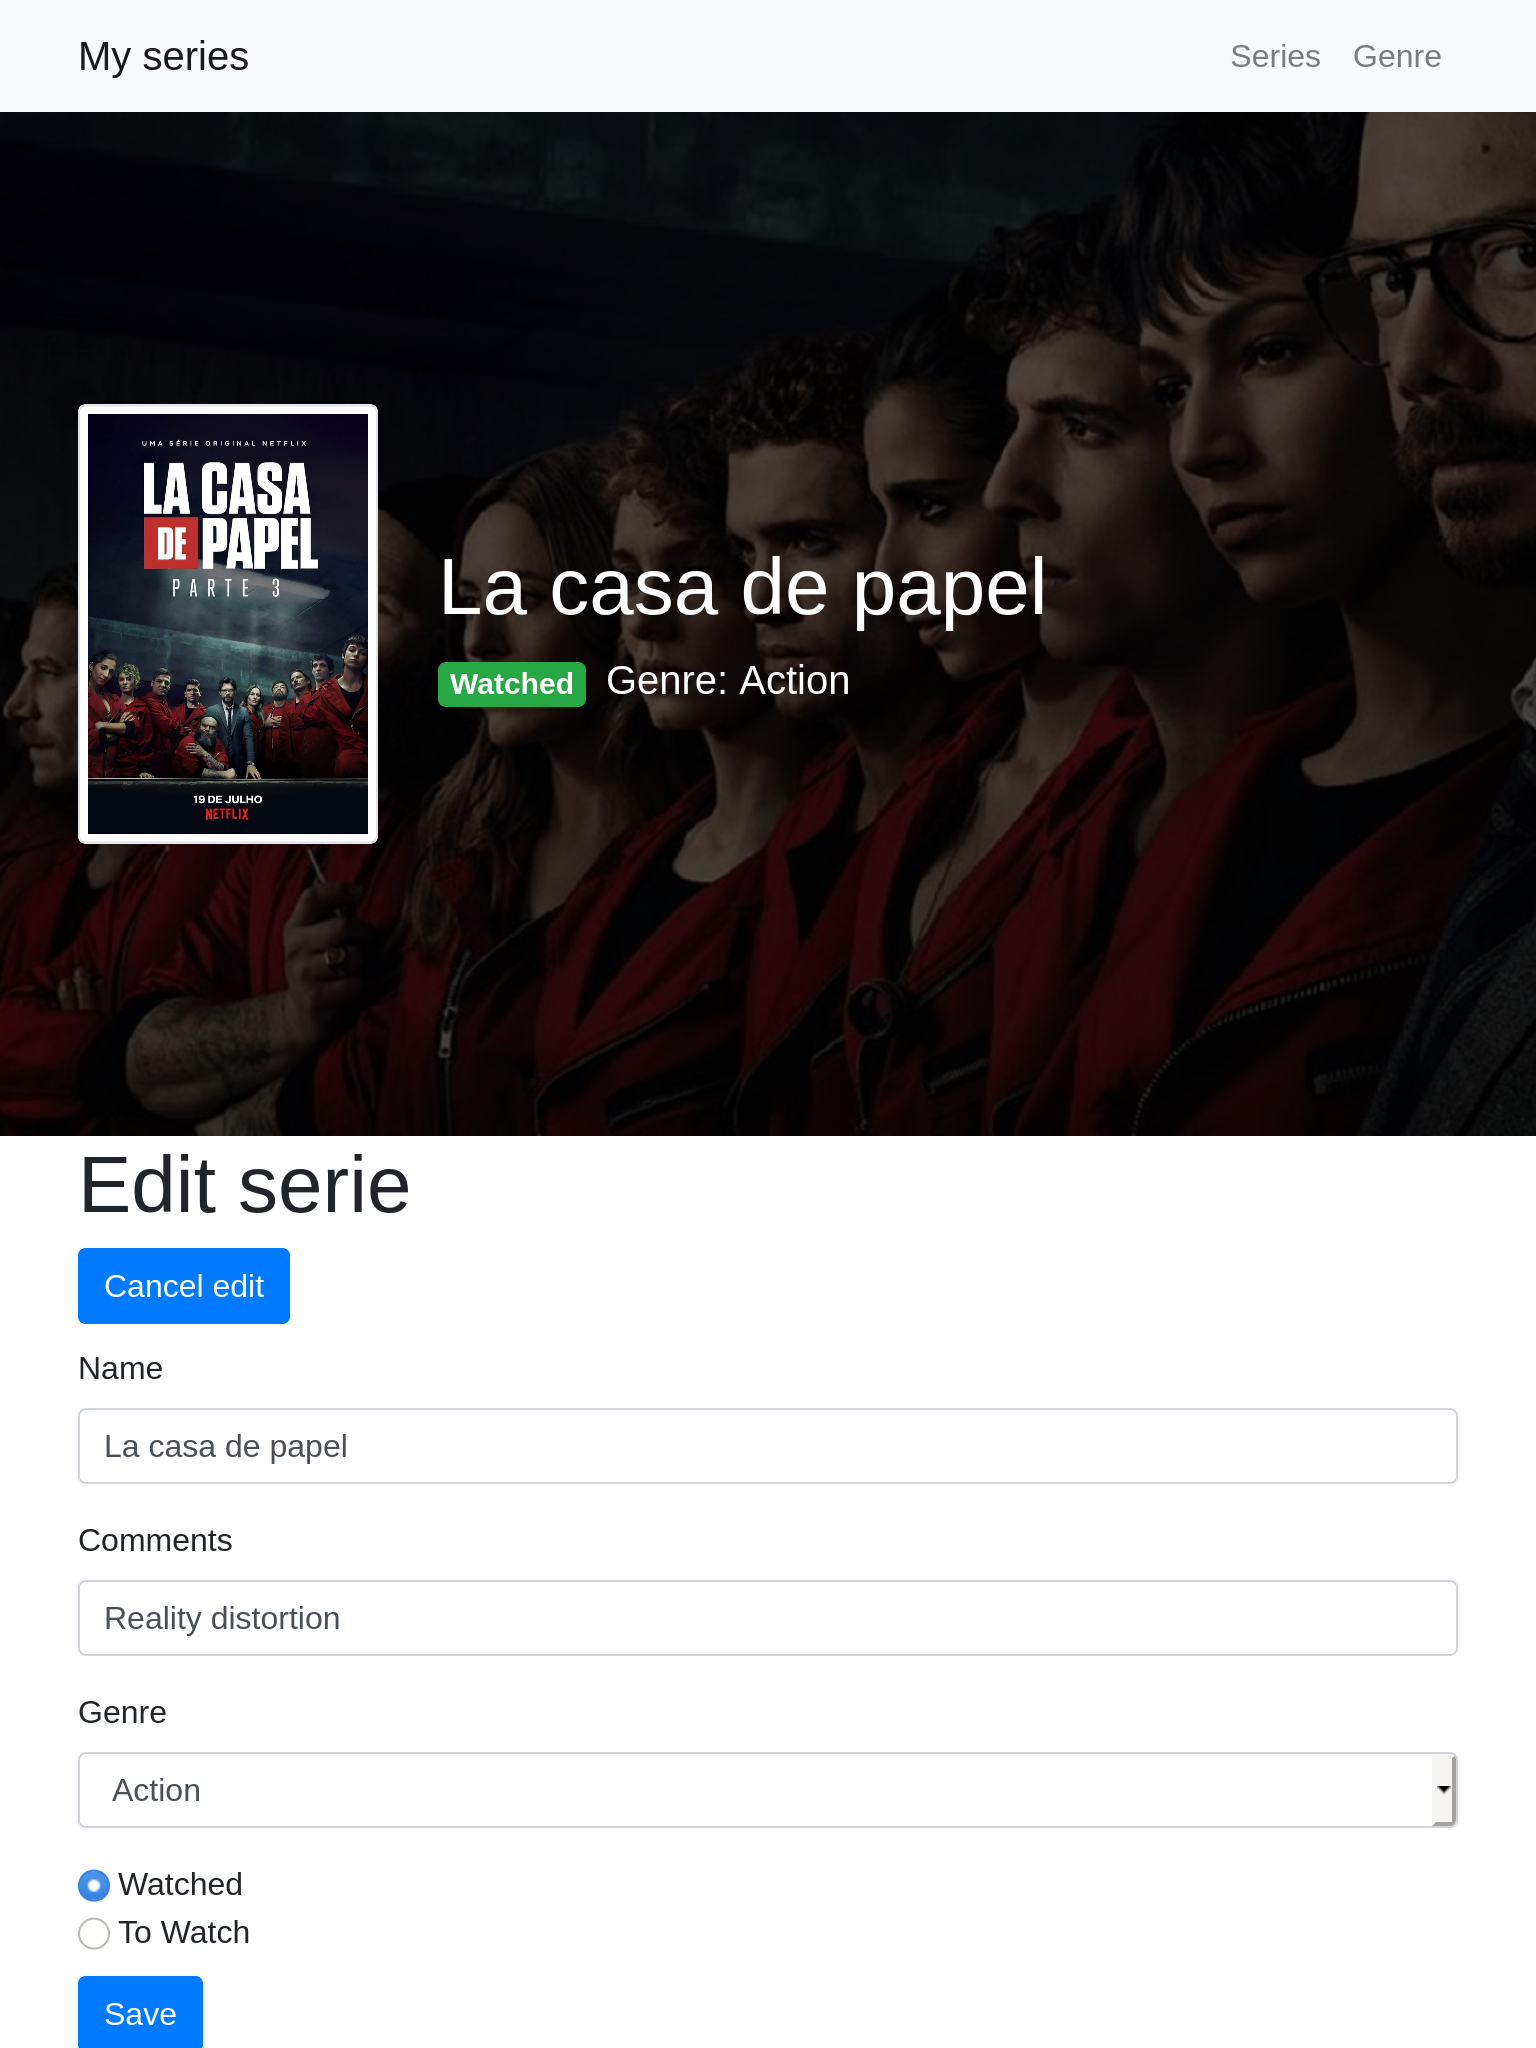 My series
Series Genre
UMA SÉRIE ORIGINAL NETFLIX
LA CASA
DE PAPEL
PARTE 3
19 DE JULHO
NETFLIX
La casa de papel
Watched Genre: Action
Edit serie
Cancel edit
Name
La casa de papel
Comments
Reality distortion
Genre
Action
Watched
To Watch
Save